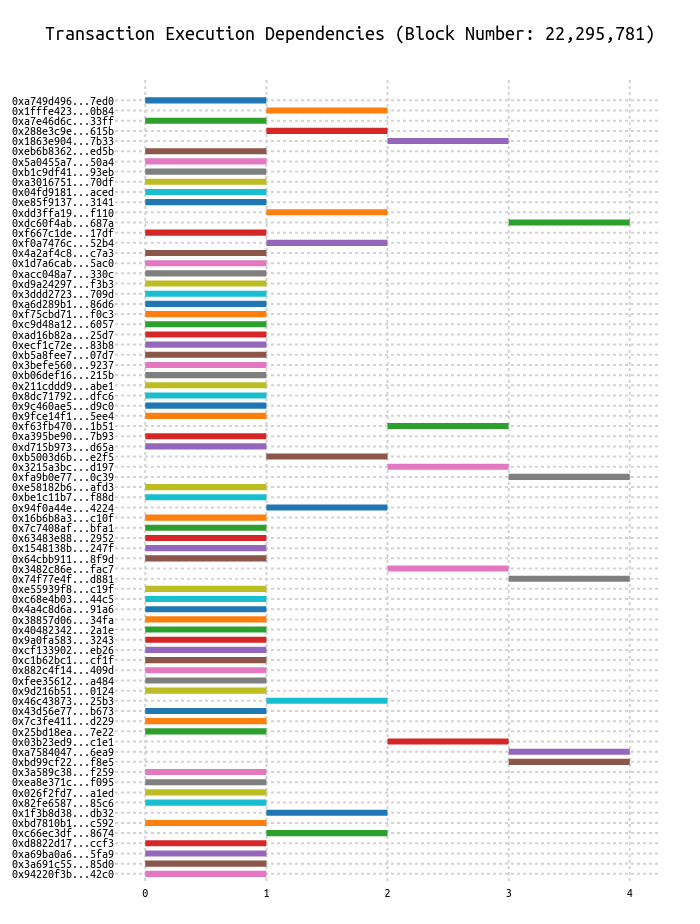 Transaction Execution Dependencies (Block Number: 22,295,781)
0xa749d496...7ed0
0x1fffe423...0b84
0xa7e46d6c...33ff
0x288e3c9e...615b
0x1863e904...7b33
0xeb6b8362...ed5b
0x5a0455a7...50a4
0xb1c9df41...93eb
0xa3016751...70df
0x04fd9181...aced
0xe85f9137...3141
0xdd3ffa19...f110
0xdc60f4ab...687a
0xf667c1de...17df
0xf0a7476c...52b4
0x4a2af4c8...c7a3
0x1d7a6cab...5ac0
0xacc048a7...330c
0xd9a24297...f3b3
0x3ddd2723...709d
0xa6d289b1...86d6
0xf75cbd71...f0c3
0xc9d48a12...6057
0xad16b82a...25d7
0xecf1c72e...83b8
0xb5a8fee7...07d7
0x3befe560...9237
0xb06def16...215b
0x211cddd9...abe1
0x8dc71792...dfc6
0x9c460ae5...d9c0
0x9fce14f1...5ee4
0xf63fb470...1b51
0xa395be90...7b93
0xd715b973...d65a
0xb5003d6b...e2f5
0x3215a3bc...d197
0xfa9b0e77...0c39
0xe58182b6...afd3
0xbe1c11b7...f88d
0x94f0a44e...4224
0x16b6b8a3...c10f
0x7c7408af...bfa1
0x63483e88...2952
0x1548138b...247f
0x64cbb911...8f9d
0x3482c86e...fac7
0x74f77e4f...d881
0xe55939f8...c19f
0xc68e4b03...44c5
0x4a4c8d6a...91a6
0x38857d06...34fa
0x40482342...2a1e
0x9a0fa583...3243
0xcf133902...eb26
0xc1b62bc1...cf1f
0x882c4f14...409d
0xfee35612...a484
0x9d216b51...0124
0x46c43873...25b3
0x43d56e77...b673
0x7c3fe411...d229
0x25bd18ea...7e22
0x03b23ed9...c1e1
0xa7584047...6ea9
0xbd99cf22...f8e5
0x3a589c38...f259
0xea8e371c...f095
0x026f2fd7...a1ed
0x82fe6587...85c6
0x1f3b8d38...db32
0xbd7810b1...c592
0xc66ec3df...8674
0xd8822d17...ccf3
0xa69ba0a6...5fa9
0x3a691c55...85d0
0x94220f3b...42c0
0 1 2 3 4